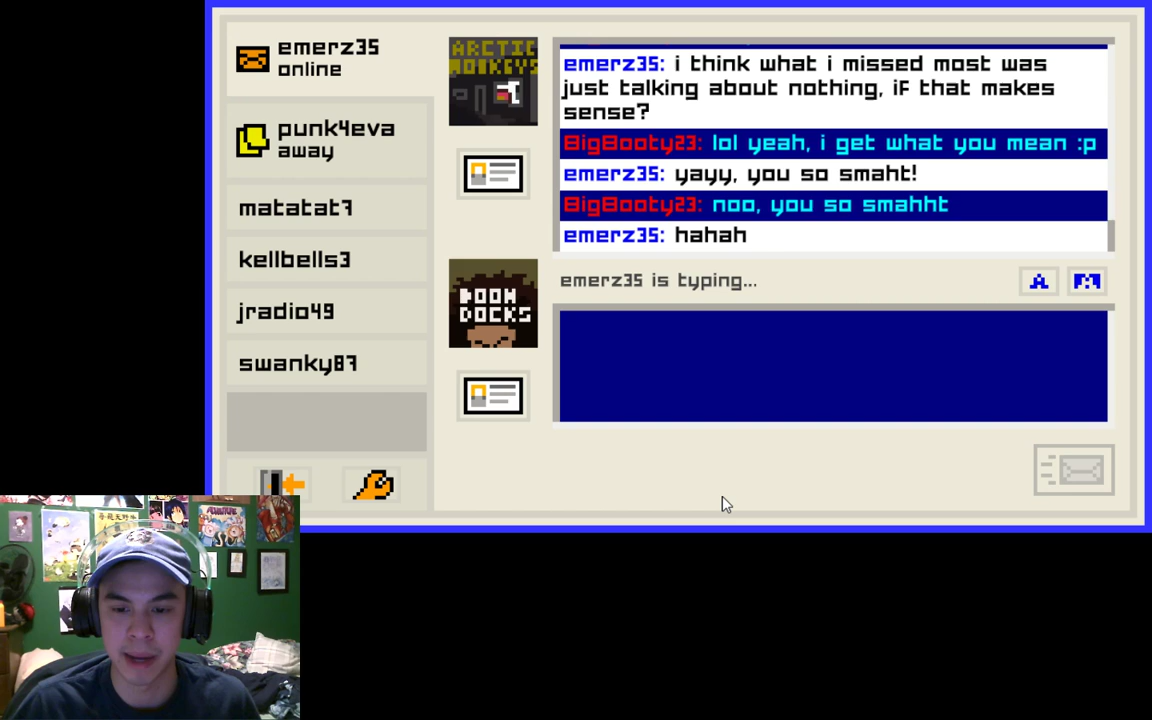 emerz35
online
punk4eva
away
matatat7
kellbells3
jradio49
swanky87
ARCTIC
MONKEYS
emerz35: i think what i missed most was
just talking about nothing, if that makes
sense?
BigBooty23: lol yeah, i get what you mean :p
emerz35: yayy, you so smaht!
BigBooty23: noo, you so smahht
emerz35: hahah
emerz35 is typing...
A
BOON
DOCKS